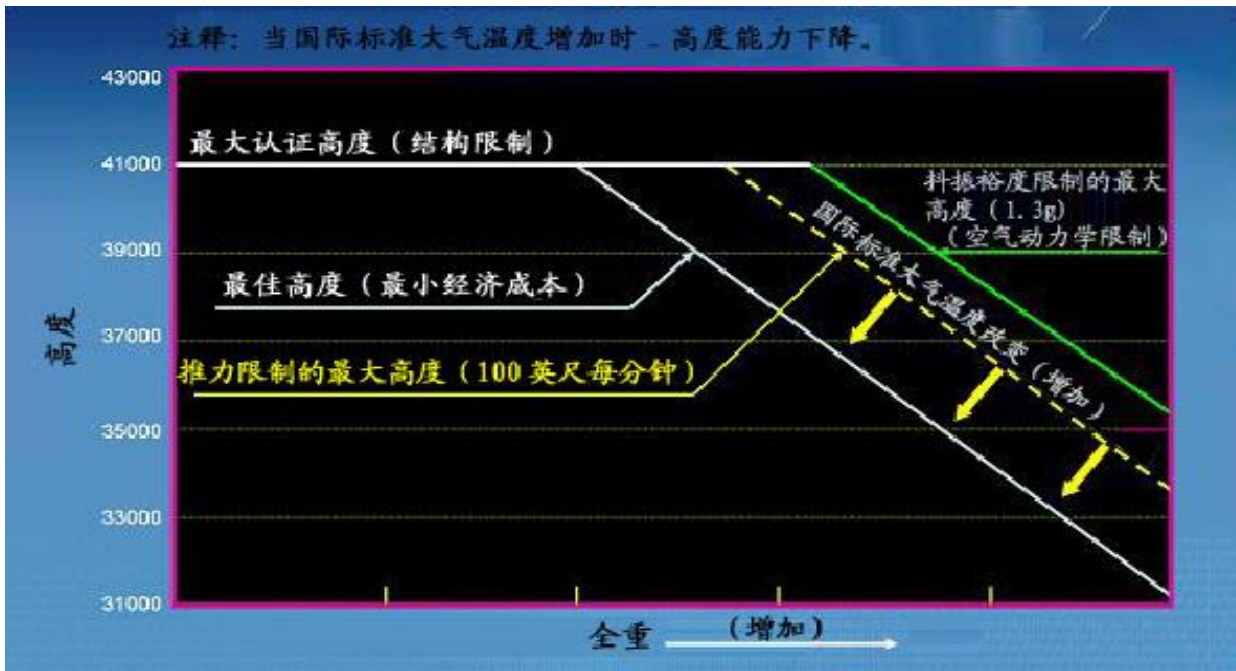 注释: 当国际标准大气温度增加时 - 高度能力下降。
43000
最大认证高度 (结构限制)
41000
抖振裕度限制的最大
高度 (1.3g)
(空气动力学限制)
国际标准大气温度改变 (增加)
39000
最佳高度 (最小经济成本)
高度
37000
推力限制的最大高度 (100英尺每分钟)
35000
33000
31000
全重
(增加)